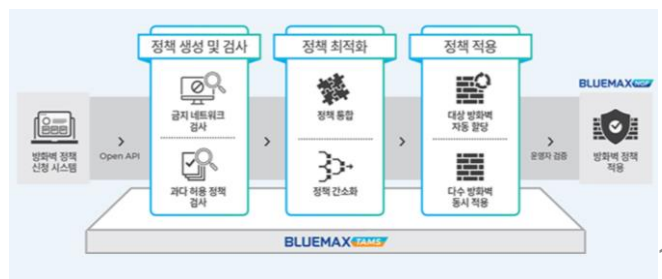 정책 생성 및 검사
정책 최적화
정책 적용
BLUEMAX NGF
금지 네트워크
검사
정책 통합
대상 방화벽
자동 할당
방화벽 정책
신청 시스템
Open API
과다 허용 정책
검사
정책 간소화
다수 방화벽
동시 적용
운영자 검증
방화벽 정책
적용
BLUEMAX TAMS